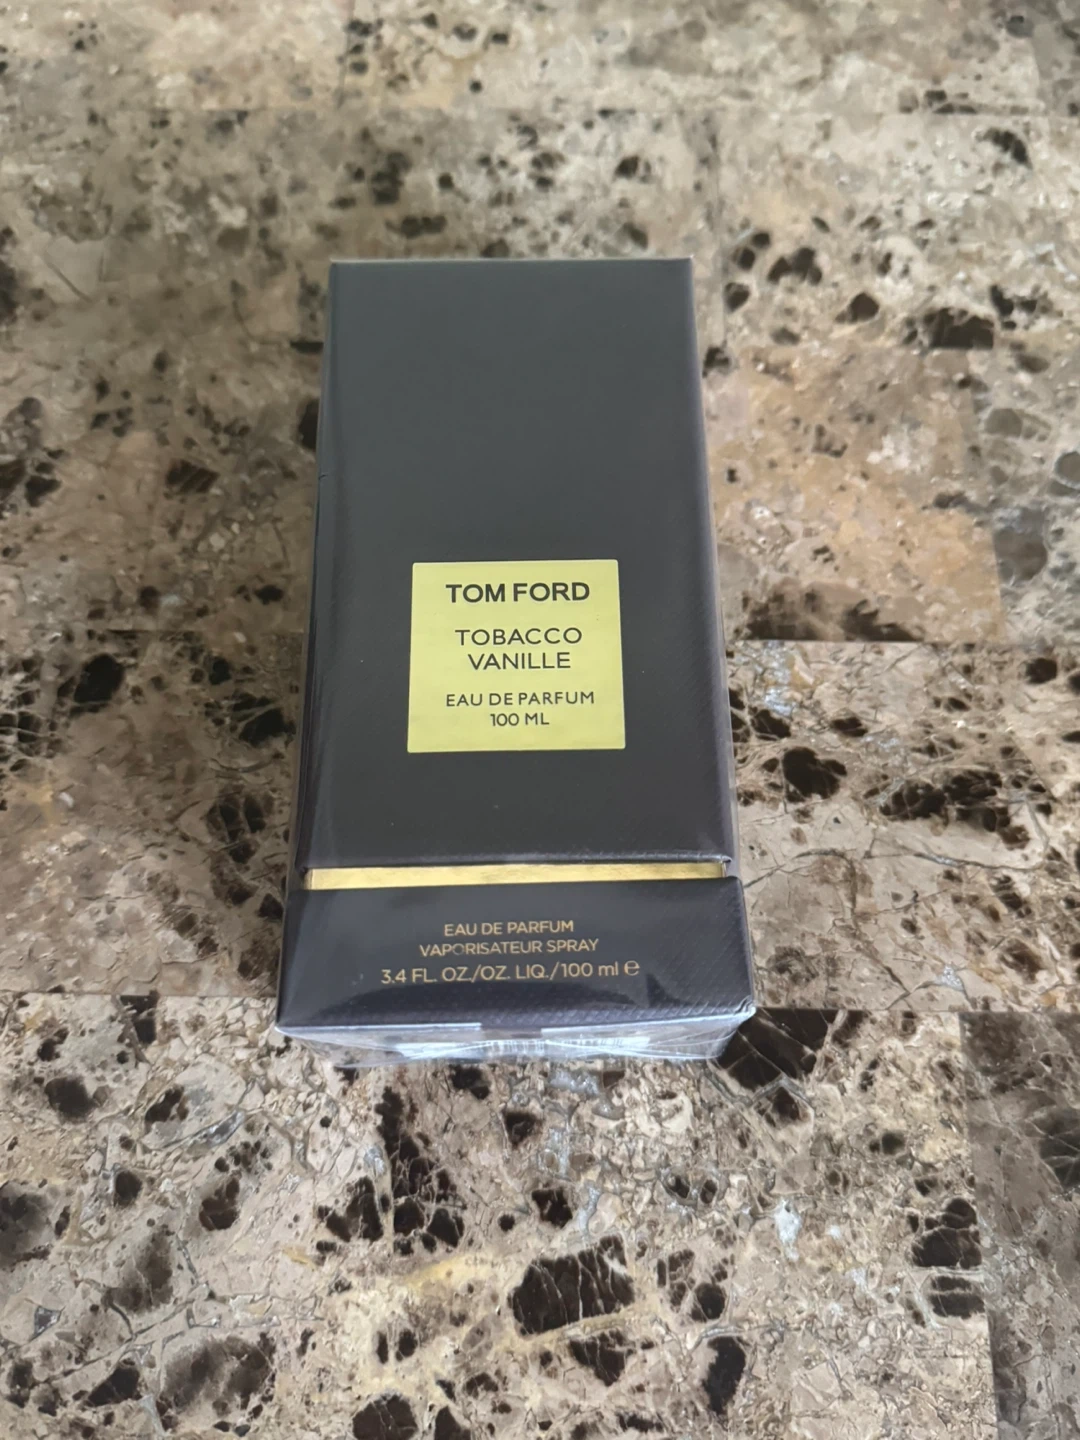 TOM FORD
TOBACCO
VANILLE
EAU DE PARFUM
100 ML
EAU DE PARFUM
VAPORISATEUR SPRAY
3.4 FL. OZ./OZ. LIQ./100 ml ℮